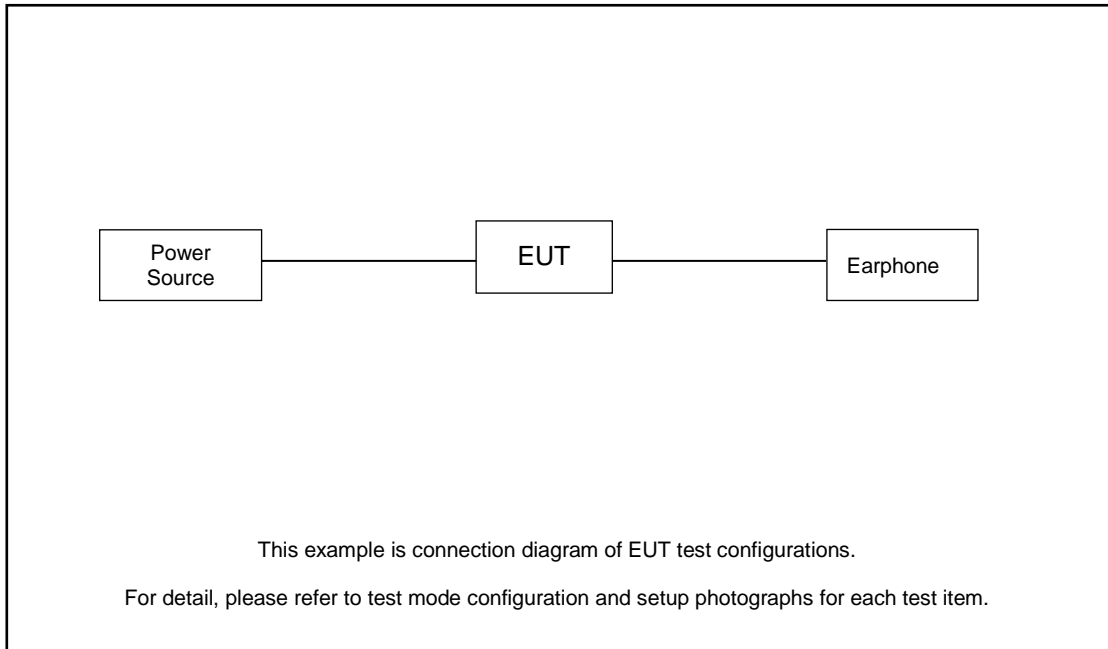 Power
Source
EUT
Earphone
This example is connection diagram of EUT test configurations.
For detail, please refer to test mode configuration and setup photographs for each test item.